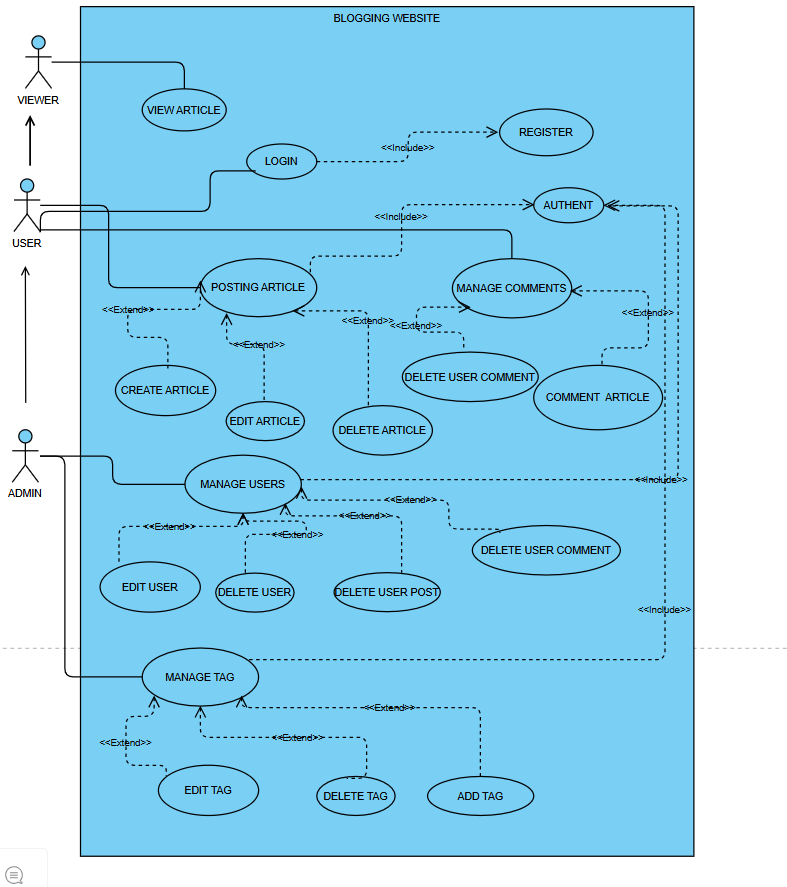 BLOGGING WEBSITE
VIEWER
VIEW ARTICLE
REGISTER
<<Include>>
LOGIN
AUTHENT
<<Include>>
USER
POSTING ARTICLE
MANAGE COMMENTS
<<Extend>>
<<Extend>>
<<Extend>>
<<Extend>>
<<Extend>>
DELETE USER COMMENT
CREATE ARTICLE
COMMENT ARTICLE
EDIT ARTICLE
DELETE ARTICLE
ADMIN
MANAGE USERS
<<Include>>
<<Extend>>
<<Extend>>
<<Extend>>
<<Extend>>
DELETE USER COMMENT
EDIT USER
DELETE USER
DELETE USER POST
<<Include>>
MANAGE TAG
<<Extend>>
<<Extend>>
<<Extend>>
EDIT TAG
DELETE TAG
ADD TAG